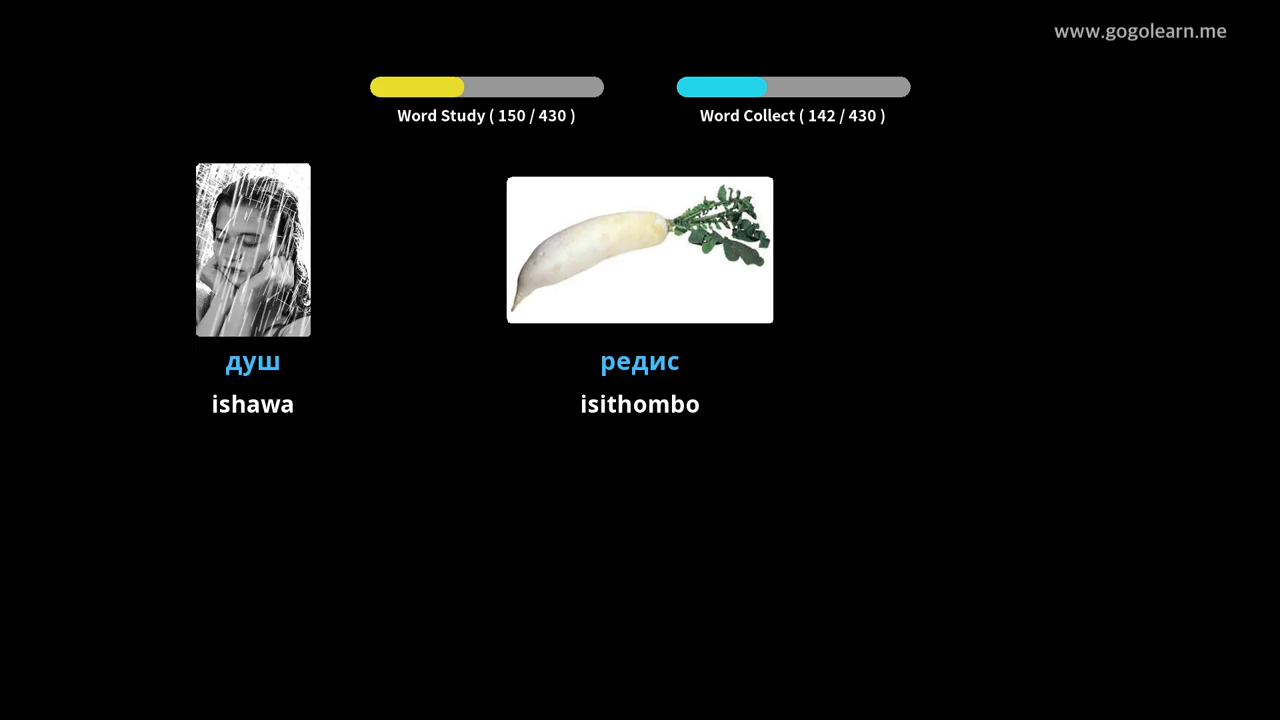 www.gogolearn.me
Word Study ( 150 / 430 )
Word Collect ( 142 / 430 )
душ
редис
ishawa
isithombo